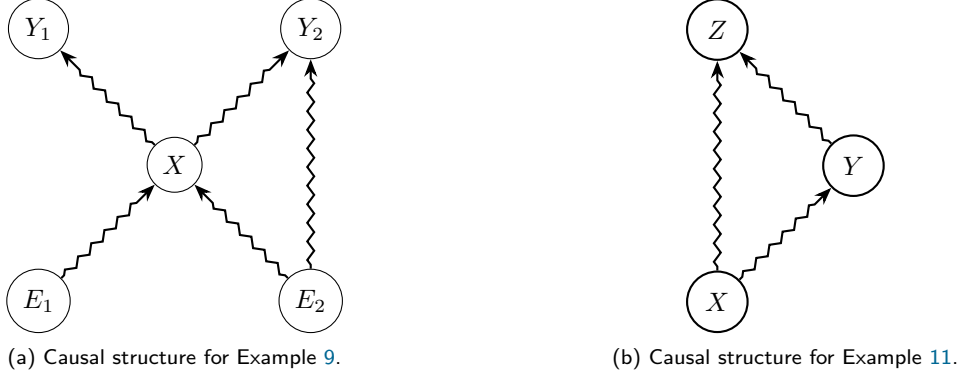 Y₁ Y₂ Z
X Y
E₁ E₂ X
(a) Causal structure for Example 9. (b) Causal structure for Example 11.